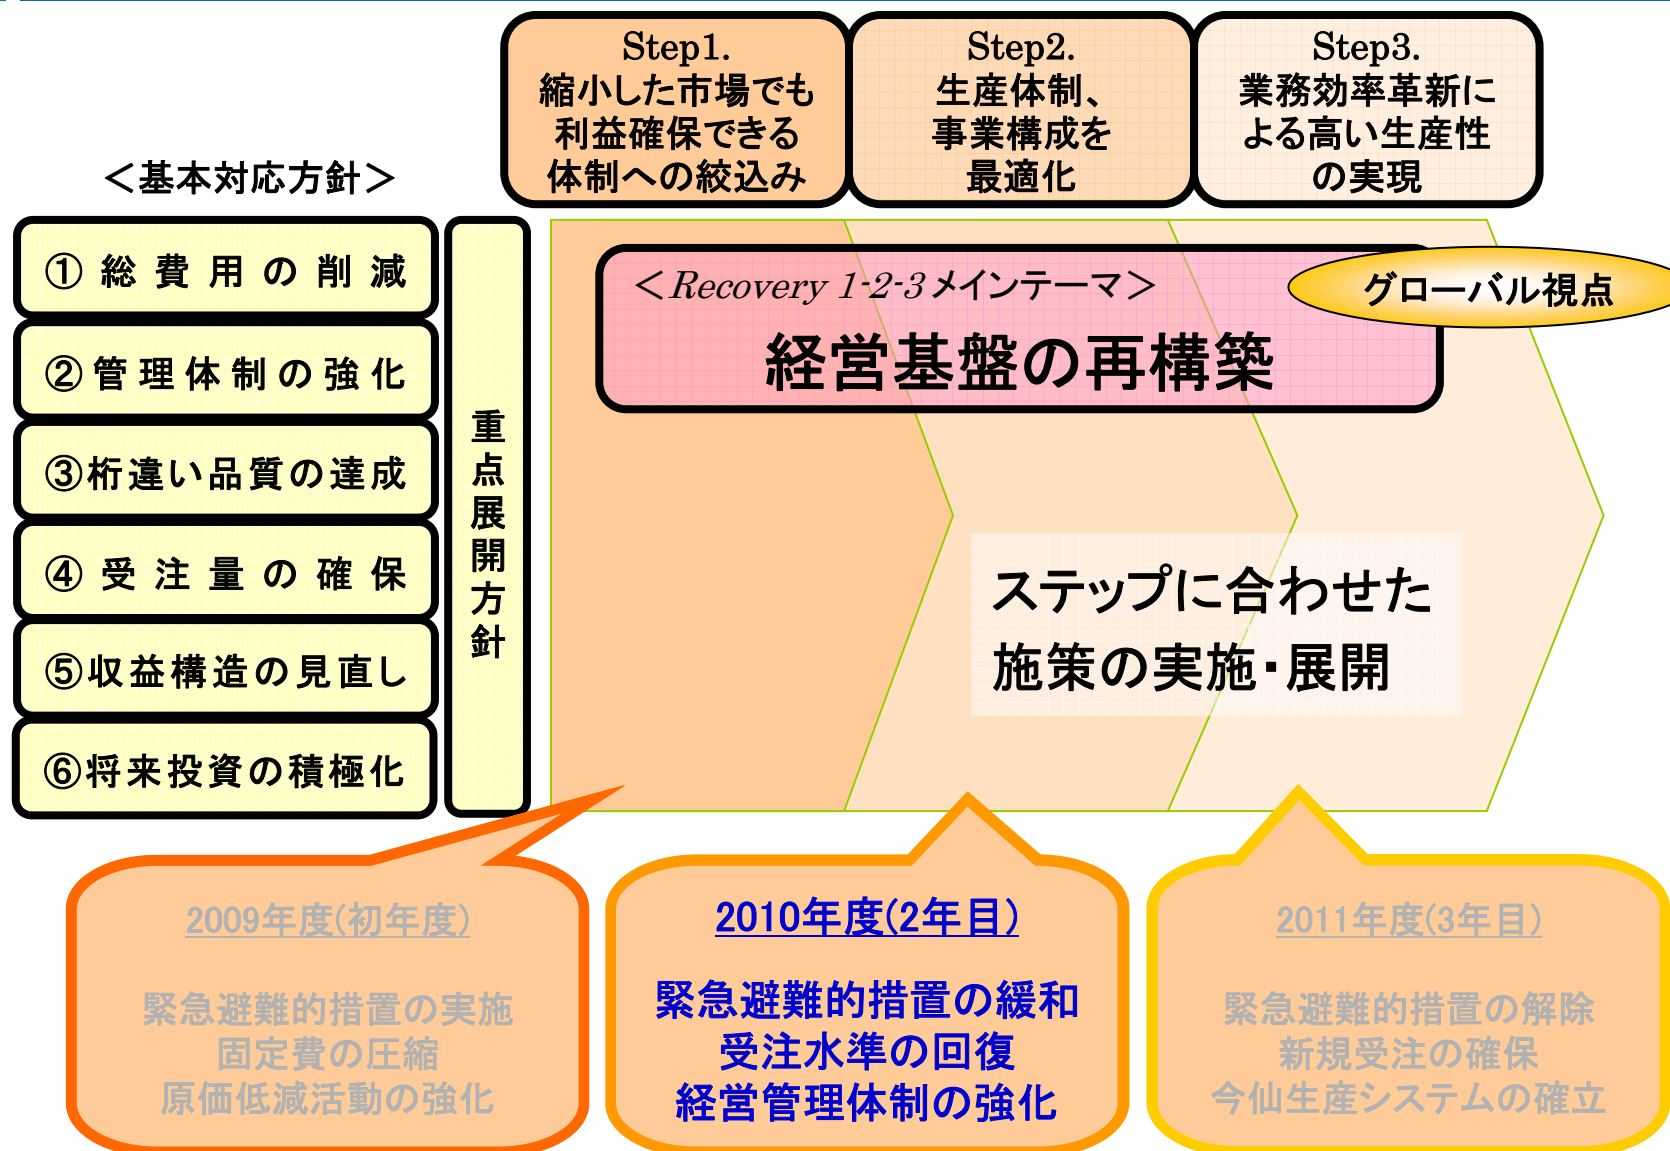 Step1.
縮小した市場でも
利益確保できる
体制への絞込み
Step2.
生産体制、
事業構成を
最適化
Step3.
業務効率革新に
よる高い生産性
の実現
＜基本対応方針＞
①総費用の削減
②管理体制の強化
③桁違い品質の達成
④受注量の確保
⑤収益構造の見直し
⑥将来投資の積極化
重点展開方針
＜Recovery 1-2-3メインテーマ＞
経営基盤の再構築
グローバル視点
ステップに合わせた
施策の実施・展開
2009年度(初年度)
緊急避難的措置の実施
固定費の圧縮
原価低減活動の強化
2010年度(2年目)
緊急避難的措置の緩和
受注水準の回復
経営管理体制の強化
2011年度(3年目)
緊急避難的措置の解除
新規受注の確保
今仙生産システムの確立